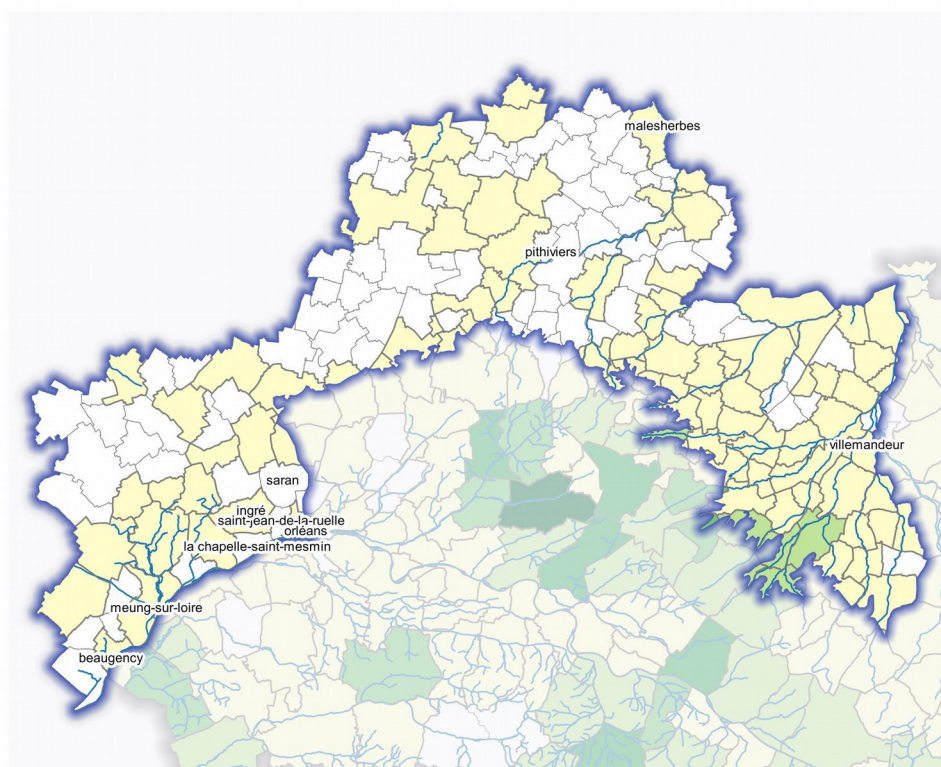 malesherbes
pithiviers
villemandeur
saran
ingré
saint-jean-de-la-ruelle
orléans
la chapelle-saint-mesmin
meung-sur-loire
beaugency